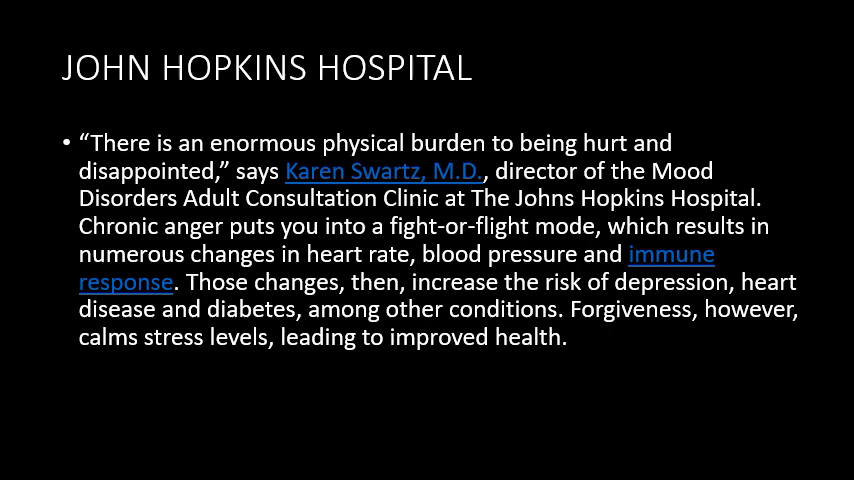 JOHN HOPKINS HOSPITAL
• “There is an enormous physical burden to being hurt and
disappointed,” says Karen Swartz, M.D., director of the Mood
Disorders Adult Consultation Clinic at The Johns Hopkins Hospital.
Chronic anger puts you into a fight-or-flight mode, which results in
numerous changes in heart rate, blood pressure and immune
response. Those changes, then, increase the risk of depression, heart
disease and diabetes, among other conditions. Forgiveness, however,
calms stress levels, leading to improved health.